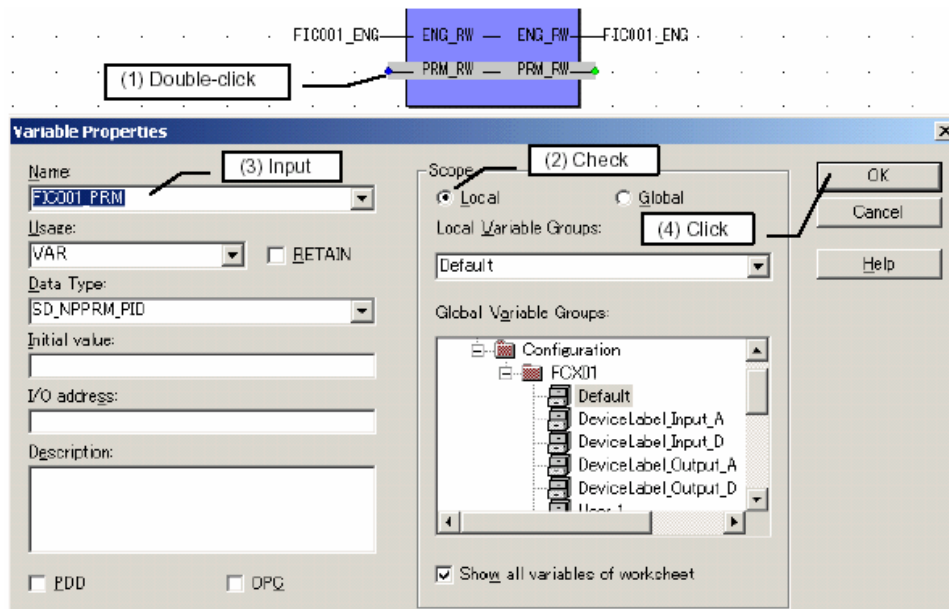 FIC001_ENG ENG_RW ENG_RW FIC001_ENG
PRM_RW PRM_RW
(1) Double-click
Variable Properties
Name:
(3) Input
FIC001_PRM
Usage:
VAR
RETAIN
Data Type:
SD_NPPRM_PID
Initial value:
I/O address:
Description:
PDD
OPC
Scope
(2) Check
Local
Global
Local Variable Groups:
(4) Click
Default
Global Variable Groups:
Configuration
FCX01
Default
DeviceLabel_Input_A
DeviceLabel_Input_D
DeviceLabel_Output_A
DeviceLabel_Output_D
Show all variables of worksheet
OK
Cancel
Help